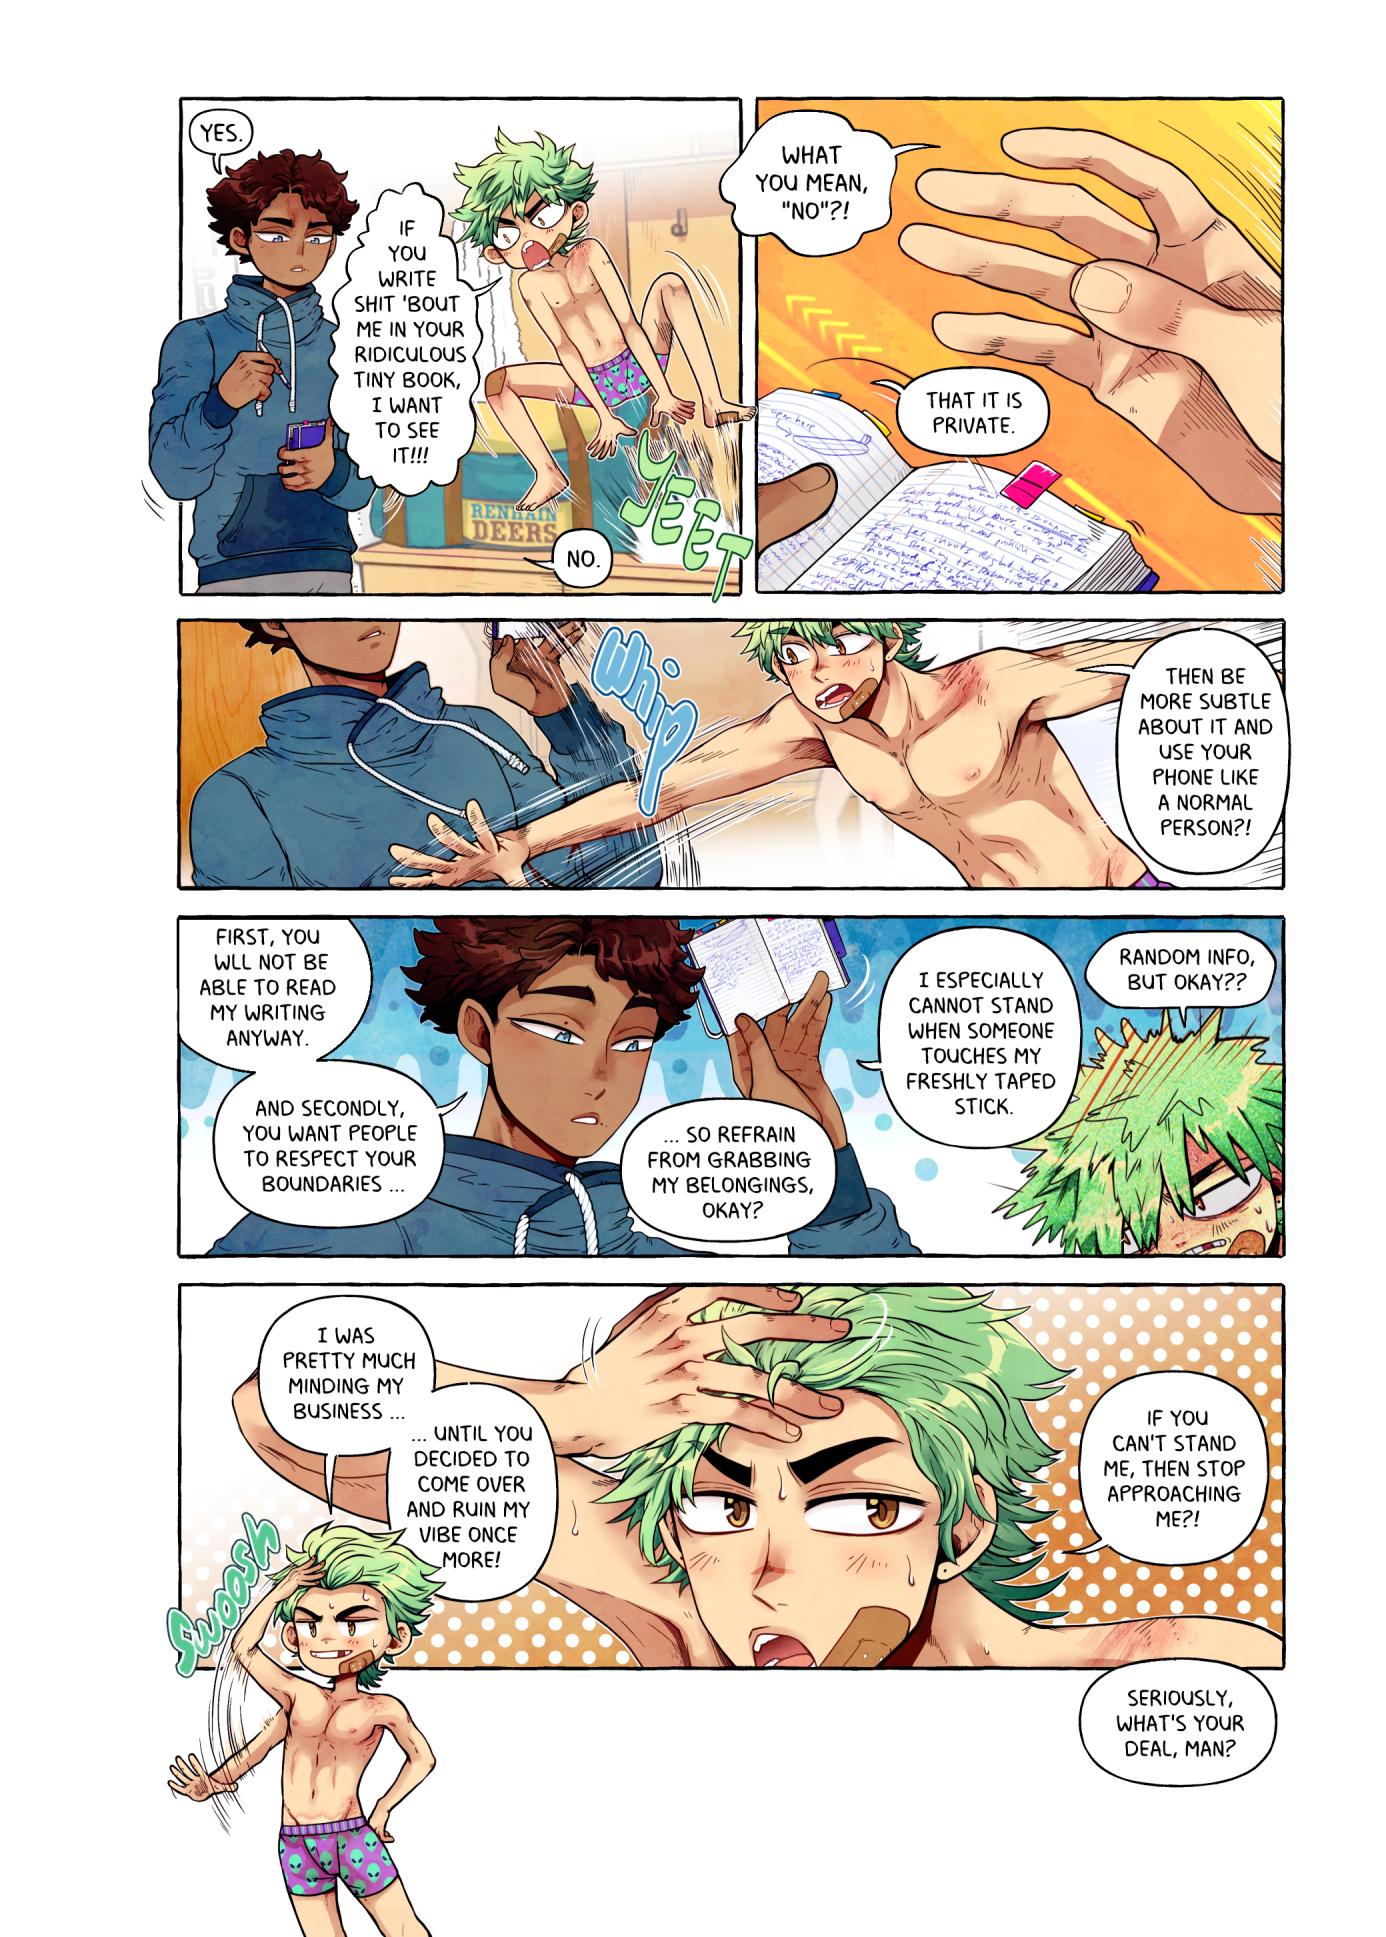 YES.
IF
YOU
WRITE
SHIT 'BOUT
ME IN YOUR
RIDICULOUS
TINY BOOK,
I WANT
TO SEE
IT!!!
YEET
RENHAIN
DEERS
NO.
WHAT
YOU MEAN,
"NO"?!
THAT IT IS
PRIVATE.
open here
Whip
THEN BE
MORE SUBTLE
ABOUT IT AND
USE YOUR
PHONE LIKE
A NORMAL
PERSON?!
FIRST, YOU
WLL NOT BE
ABLE TO READ
MY WRITING
ANYWAY.
AND SECONDLY,
YOU WANT PEOPLE
TO RESPECT YOUR
BOUNDARIES ...
... SO REFRAIN
FROM GRABBING
MY BELONGINGS,
OKAY?
I ESPECIALLY
CANNOT STAND
WHEN SOMEONE
TOUCHES MY
FRESHLY TAPED
STICK.
RANDOM INFO,
BUT OKAY??
I WAS
PRETTY MUCH
MINDING MY
BUSINESS ...
... UNTIL YOU
DECIDED TO
COME OVER
AND RUIN MY
VIBE ONCE
MORE!
Swoosh
IF YOU
CAN'T STAND
ME, THEN STOP
APPROACHING
ME?!
SERIOUSLY,
WHAT'S YOUR
DEAL, MAN?